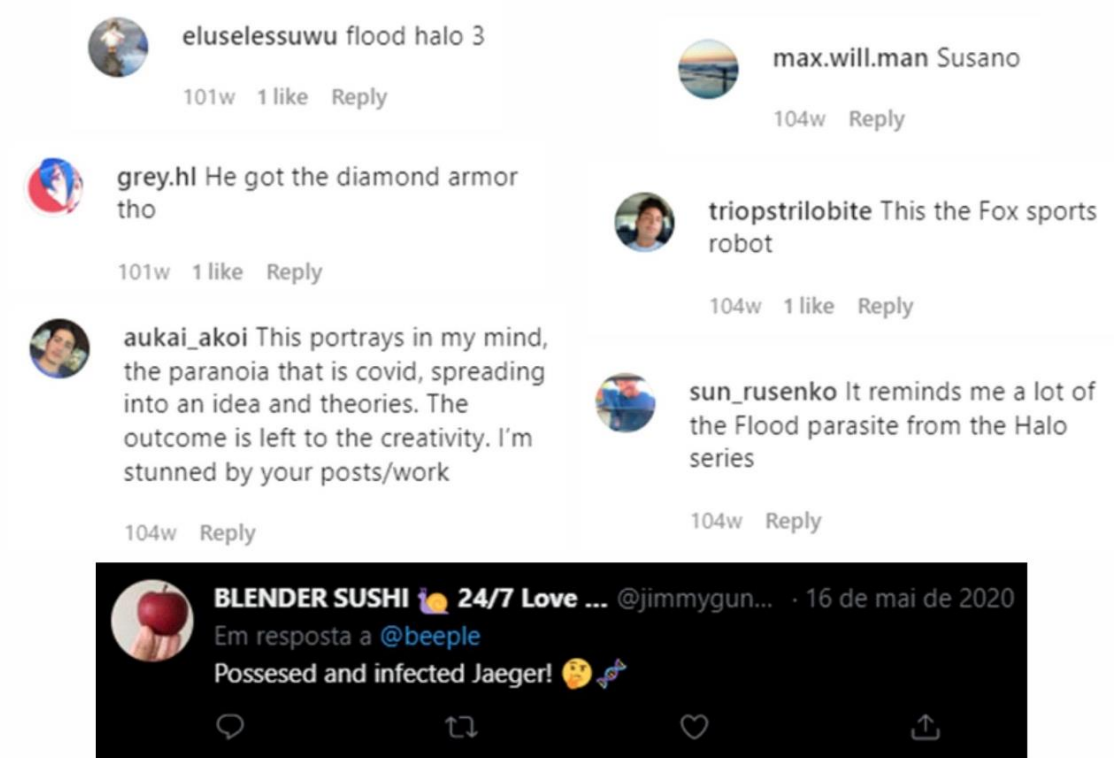 eluselessuwu flood halo 3
101w 1 like Reply
grey.hl He got the diamond armor
tho
101w 1 like Reply
aukai_akoi This portrays in my mind,
the paranoia that is covid, spreading
into an idea and theories. The
outcome is left to the creativity. I'm
stunned by your posts/work
104w Reply
max.will.man Susano
104w Reply
triopstrilobite This the Fox sports
robot
104w 1 like Reply
sun_rusenko It reminds me a lot of
the Flood parasite from the Halo
series
104w Reply
BLENDER SUSHI 🐌 24/7 Love ... @jimmygun... · 16 de mai de 2020
Em resposta a @beeple
Possesed and infected Jaeger! 🤔🧬